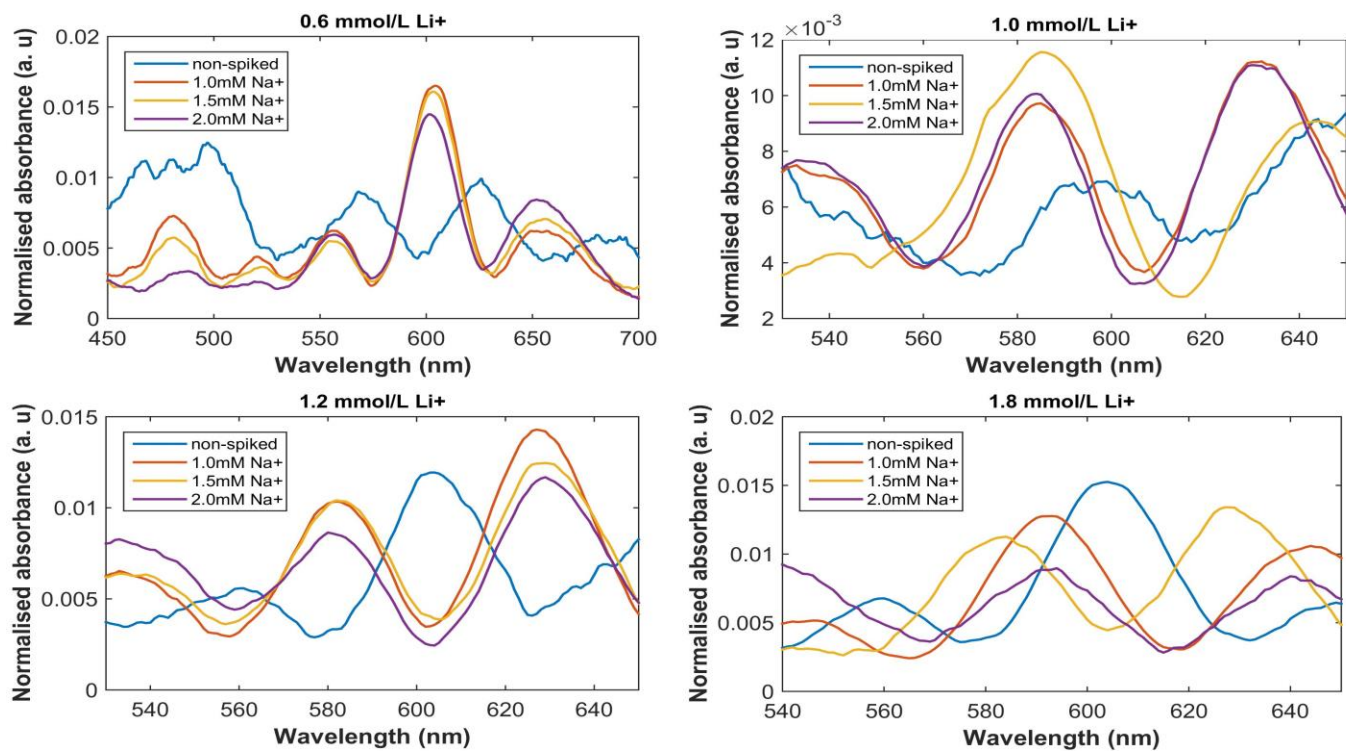 0.6 mmol/L Li+
Normalised absorbance (a. u)
0.02
0.015
0.01
0.005
0
non-spiked
1.0mM Na+
1.5mM Na+
2.0mM Na+
450 500 550 600 650 700
Wavelength (nm)
1.0 mmol/L Li+
× 10-3
Normalised absorbance (a. u)
12
10
8
6
4
2
non-spiked
1.0mM Na+
1.5mM Na+
2.0mM Na+
540 560 580 600 620 640
Wavelength (nm)
1.2 mmol/L Li+
Normalised absorbance (a. u)
0.015
0.01
0.005
0
non-spiked
1.0mM Na+
1.5mM Na+
2.0mM Na+
540 560 580 600 620 640
Wavelength (nm)
1.8 mmol/L Li+
Normalised absorbance (a. u)
0.02
0.015
0.01
0.005
0
non-spiked
1.0mM Na+
1.5mM Na+
2.0mM Na+
540 560 580 600 620 640
Wavelength (nm)